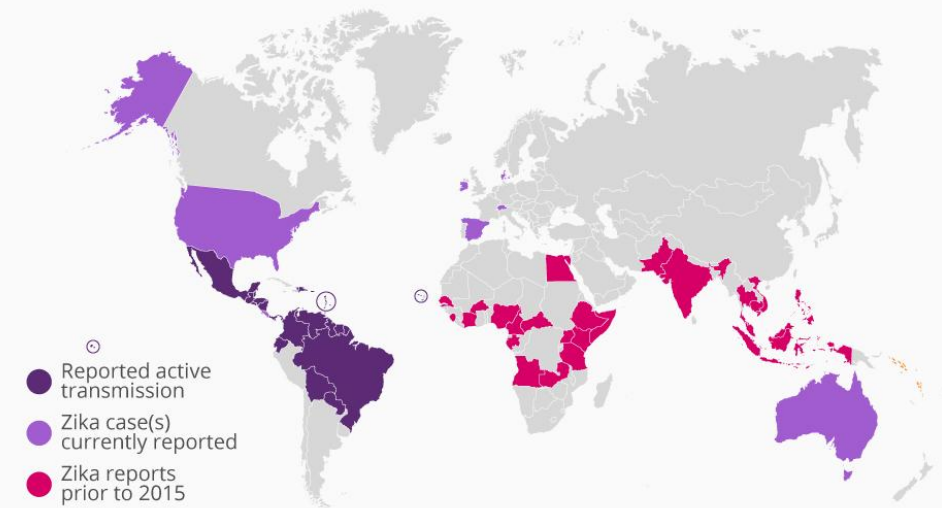 Reported active
transmission
Zika case(s)
currently reported
Zika reports
prior to 2015